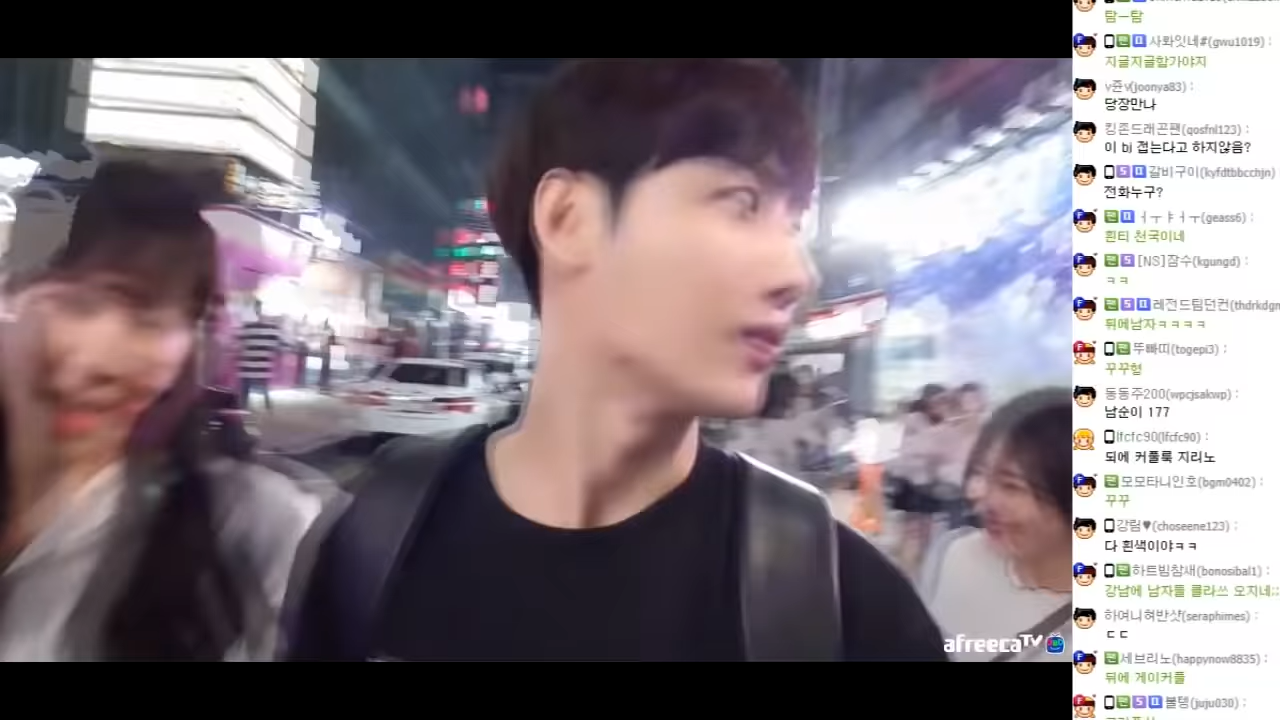 탐ㅡ탐
사롸잇네#(gwu1019) :
지글지글할가야지
v쥰v(joonya83) :
당장만나
킹존드래곤팬(qosfnl123) :
이 bj 접는다고 하지않음?
갈비구이(kyfdtbbcchjn)
전화누구?
ㅓㅜㅑㅓㅜ(geass6) :
흰티 천국이네
[NS]잠수(kgungd) :
ㅋㅋ
레전드팀던컨(thdrkdgn
뒤에남자ㅋㅋㅋㅋ
뚜빠띠(togepi3) :
꾸꾸형
동동주200(wpcjsakwp) :
남순이 177
lfcfc90(lfcfc90) :
뒤에 커플룩 지리노
모모타니인호(bgm0402) :
꾸꾸
강림♥(choseene123) :
다 흰색이야ㅋㅋ
하트빔참새(bonosibal1) :
강남에 남자들 클라쓰 오지네;;
하여니혀반샷(seraphimes) :
ㄷㄷ
세브리노(happynow8835) :
뒤에 게이커플
불텡(juju030) :
afreecaTV